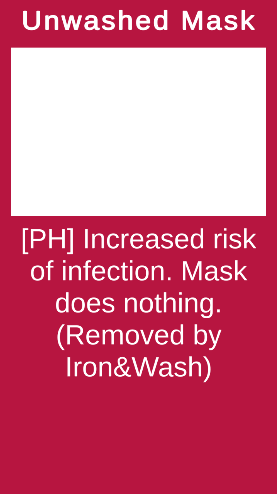 Unwashed Mask
[PH] Increased risk
of infection. Mask
does nothing.
(Removed by
Iron&Wash)